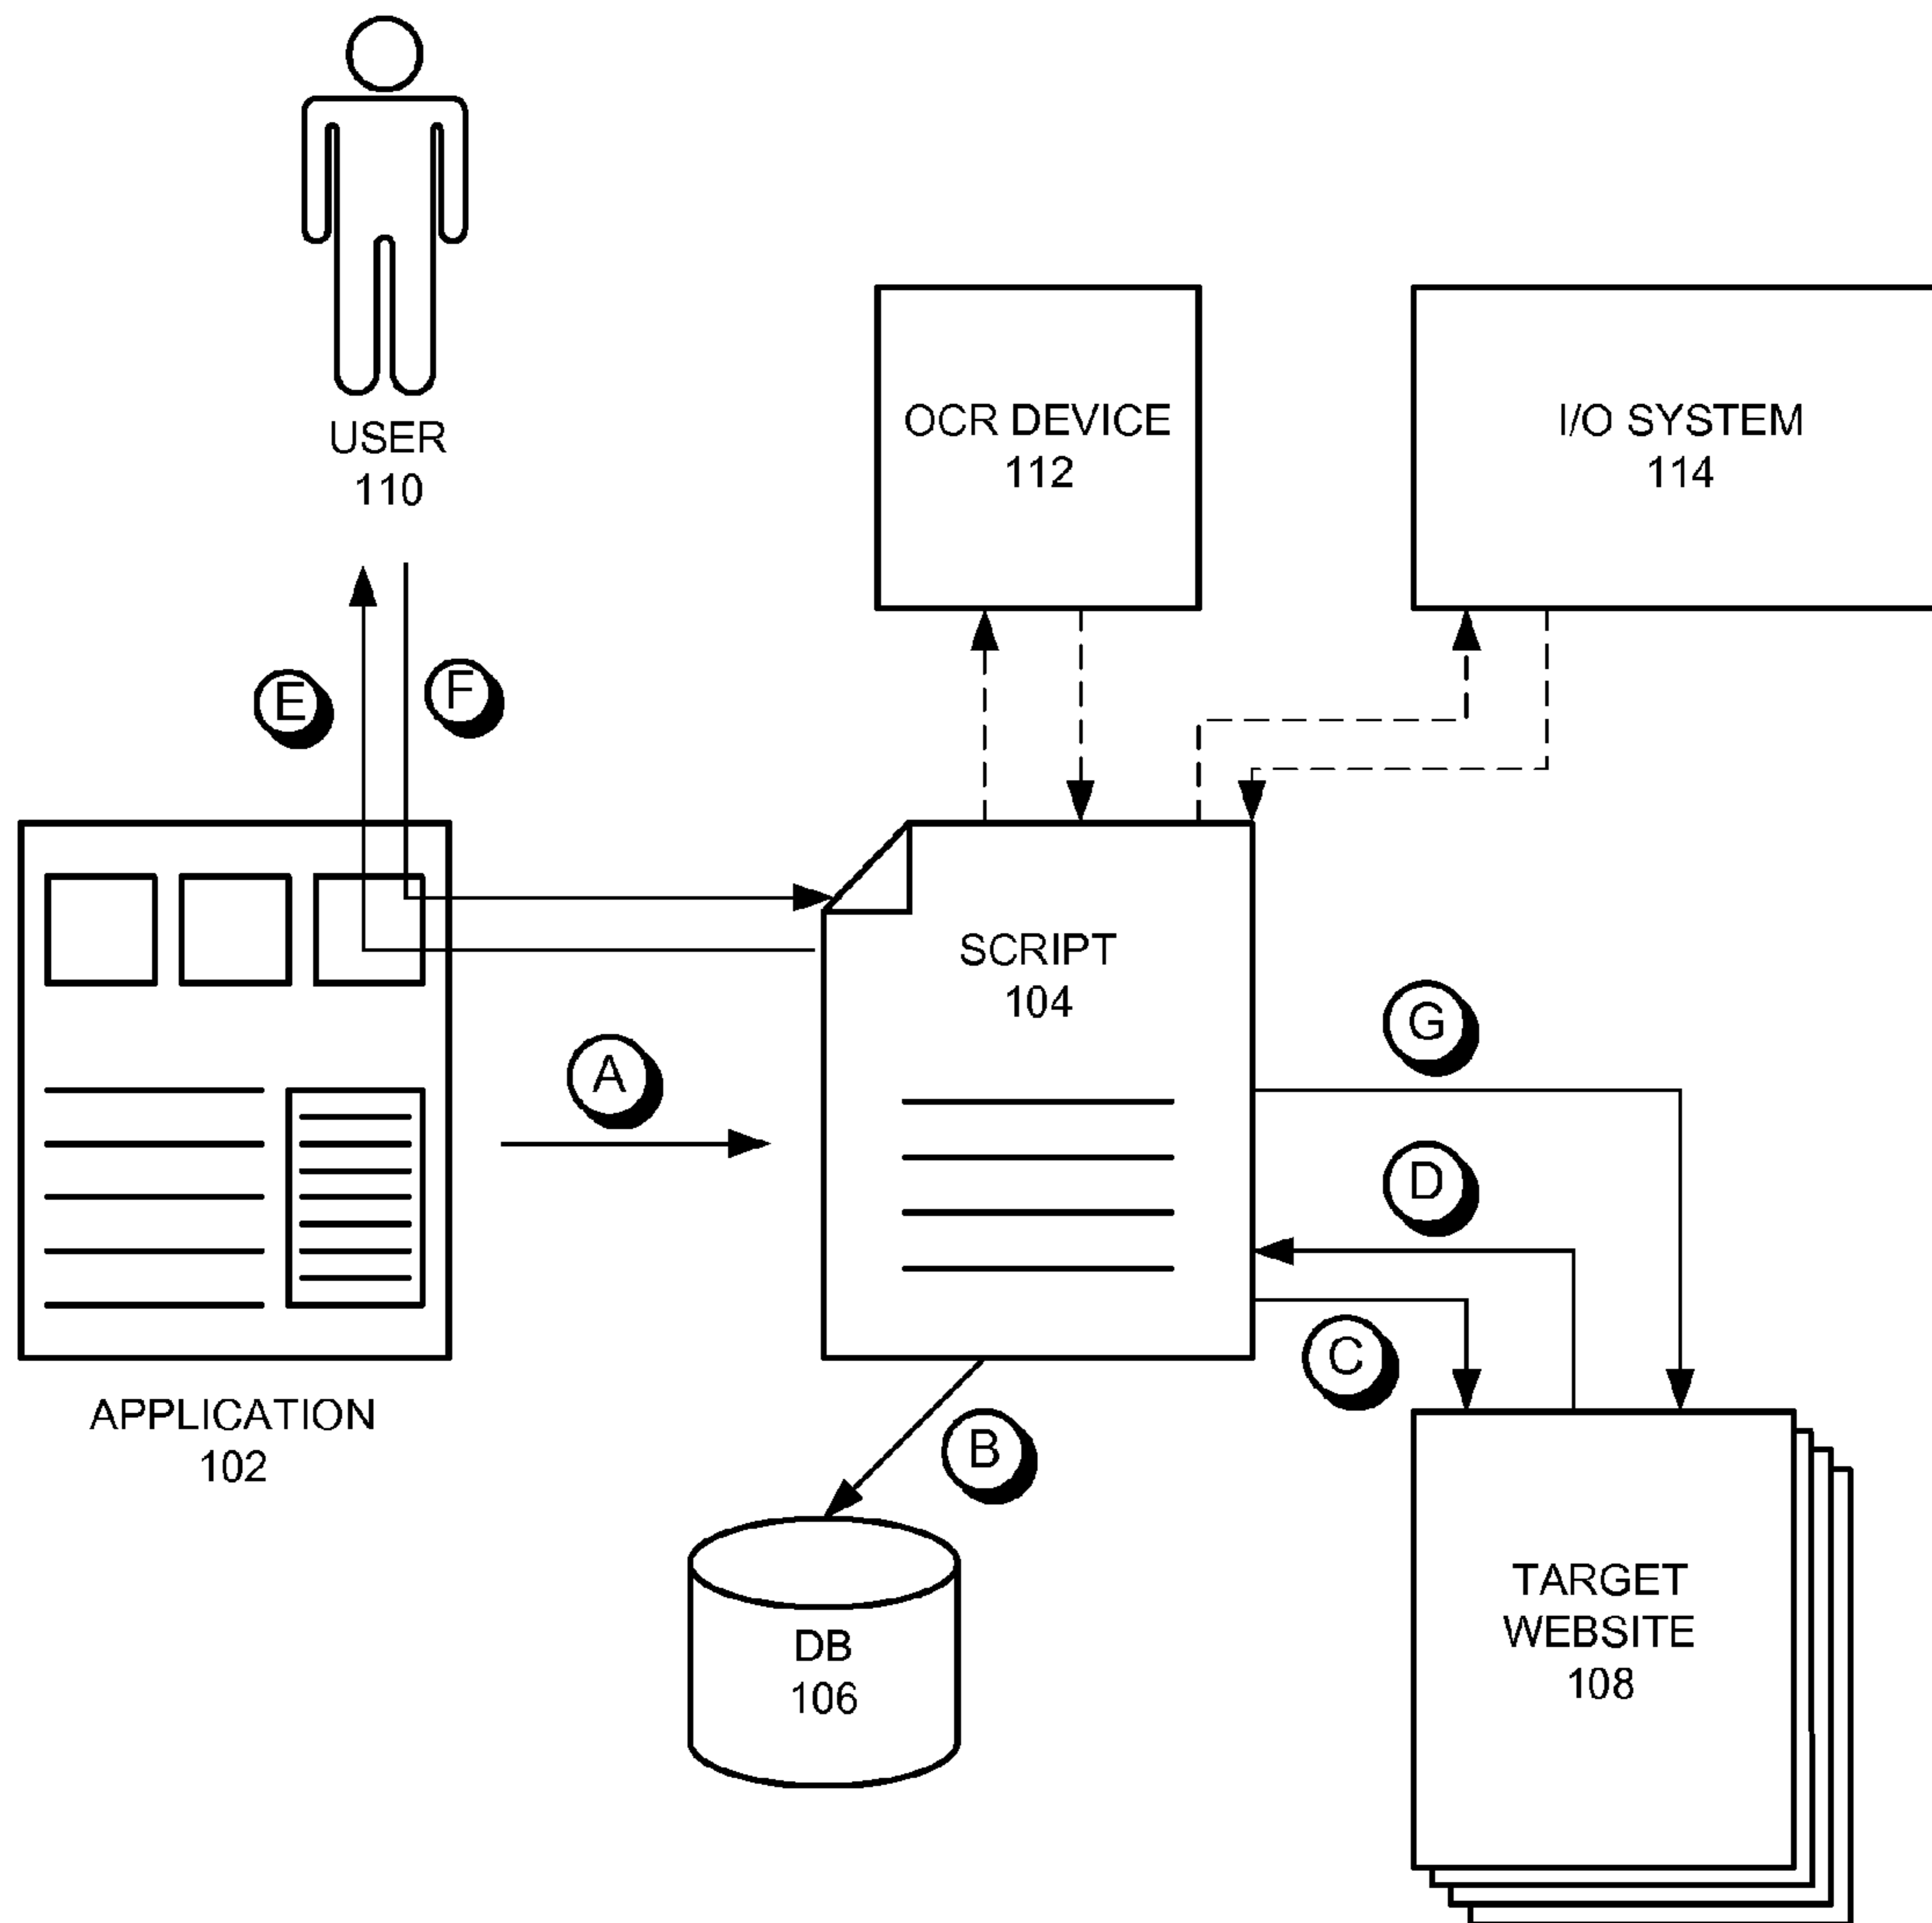 USER
110
OCR DEVICE
112
I/O SYSTEM
114
E
F
SCRIPT
104
G
A
D
C
APPLICATION
102
B
DB
106
TARGET
WEBSITE
108